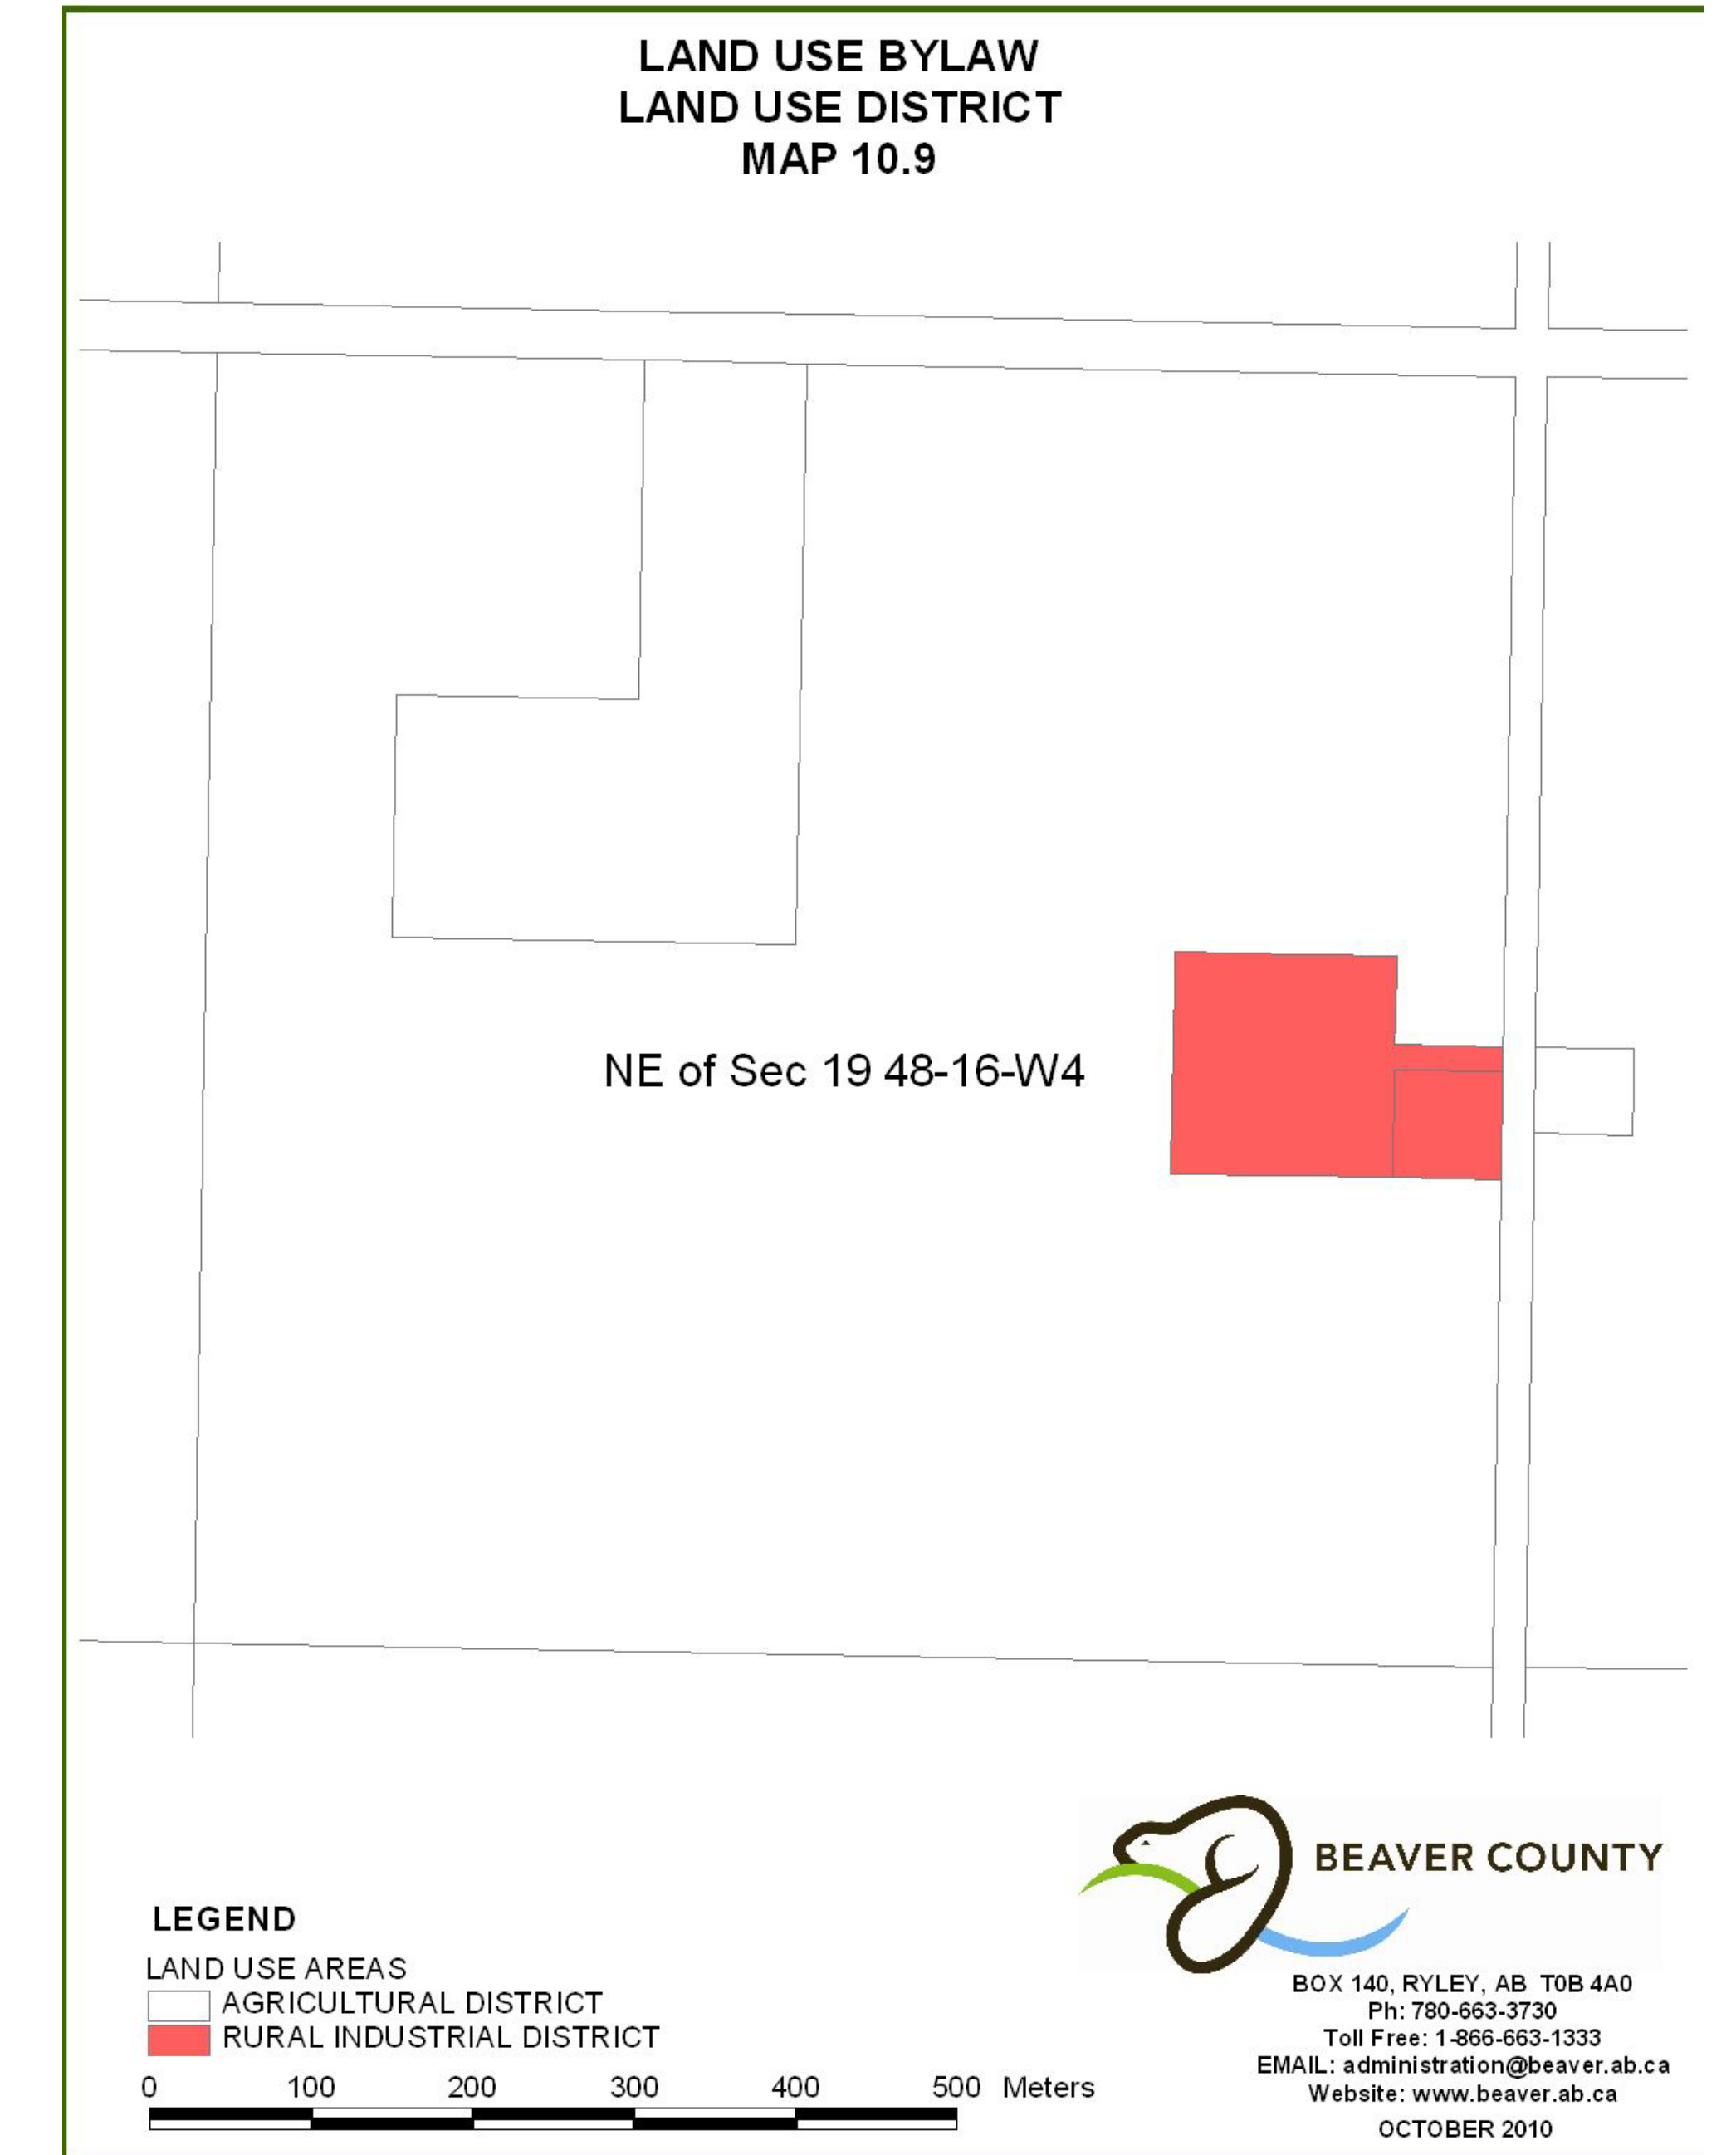 LAND USE BYLAW
LAND USE DISTRICT
MAP 10.9
NE of Sec 19 48-16-W4
BEAVER COUNTY
LEGEND
LAND USE AREAS
AGRICULTURAL DISTRICT
RURAL INDUSTRIAL DISTRICT
0 100 200 300 400 500 Meters
BOX 140, RYLEY, AB T0B 4A0
Ph: 780-663-3730
Toll Free: 1-866-663-1333
EMAIL: administration@beaver.ab.ca
Website: www.beaver.ab.ca
OCTOBER 2010